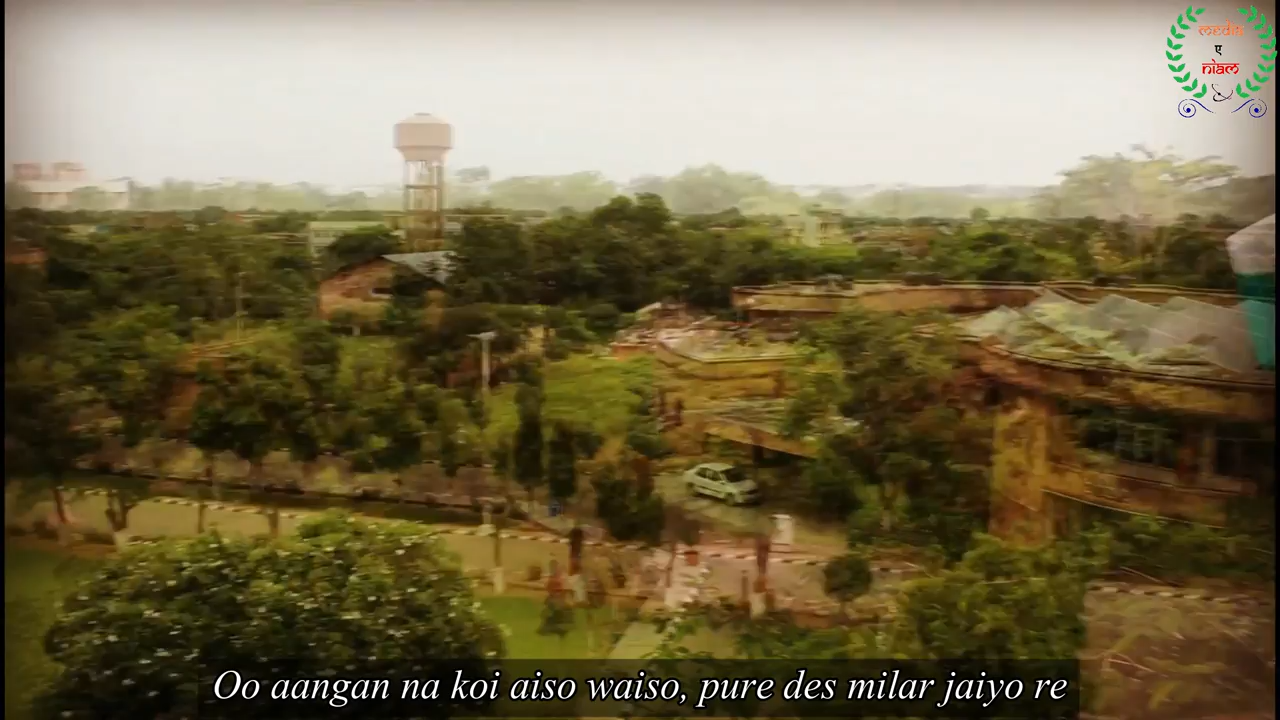 media
ए
niam
Oo aangan na koi aiso waiso, pure des milar jaiyo re